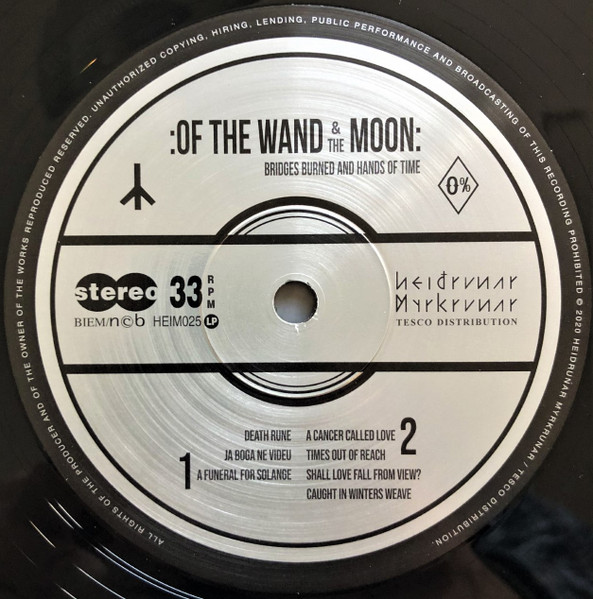 ALL RIGHTS OF THE PRODUCER AND OF THE OWNER OF THE WORKS REPRODUCED RESERVED. UNAUTHORIZED COPYING, HIRING, LENDING, PUBLIC PERFORMANCE AND BROADCASTING OF THIS RECORDING PROHIBITED © 2020 HEIDRUNAR MYRKRUNAR / TESCO DISTRIBUTION.
:OF THE WAND & THE MOON:
BRIDGES BURNED AND HANDS OF TIME
0%
stereo 33 RPM
BIEM/n©b HEIM025 LP
Heidrunar
Myrkrunar
TESCO DISTRIBUTION
1
DEATH RUNE
JA BOGA NE VIDEU
A FUNERAL FOR SOLANGE
2
A CANCER CALLED LOVE
TIMES OUT OF REACH
SHALL LOVE FALL FROM VIEW?
CAUGHT IN WINTERS WEAVE